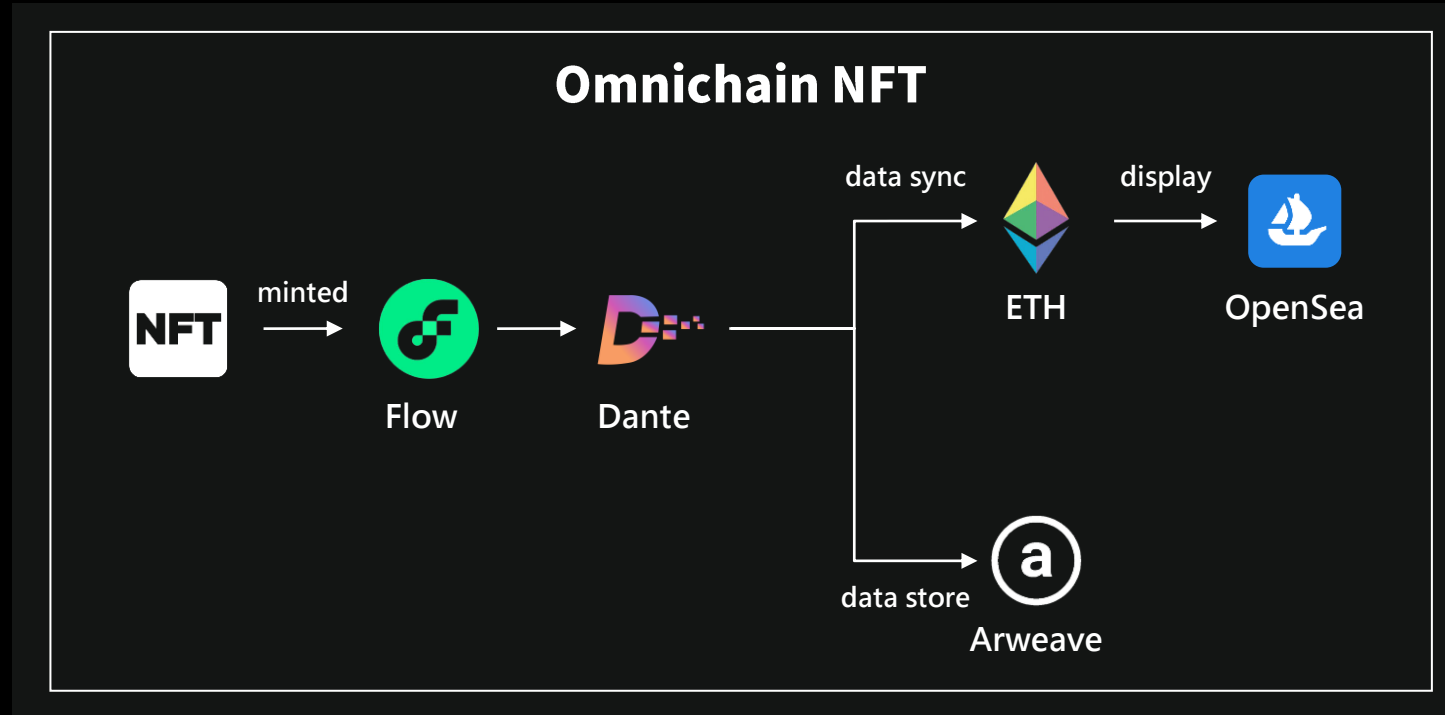 Omnichain NFT
data sync
display
ETH
OpenSea
NFT
minted
Flow
Dante
data store
a
Arweave